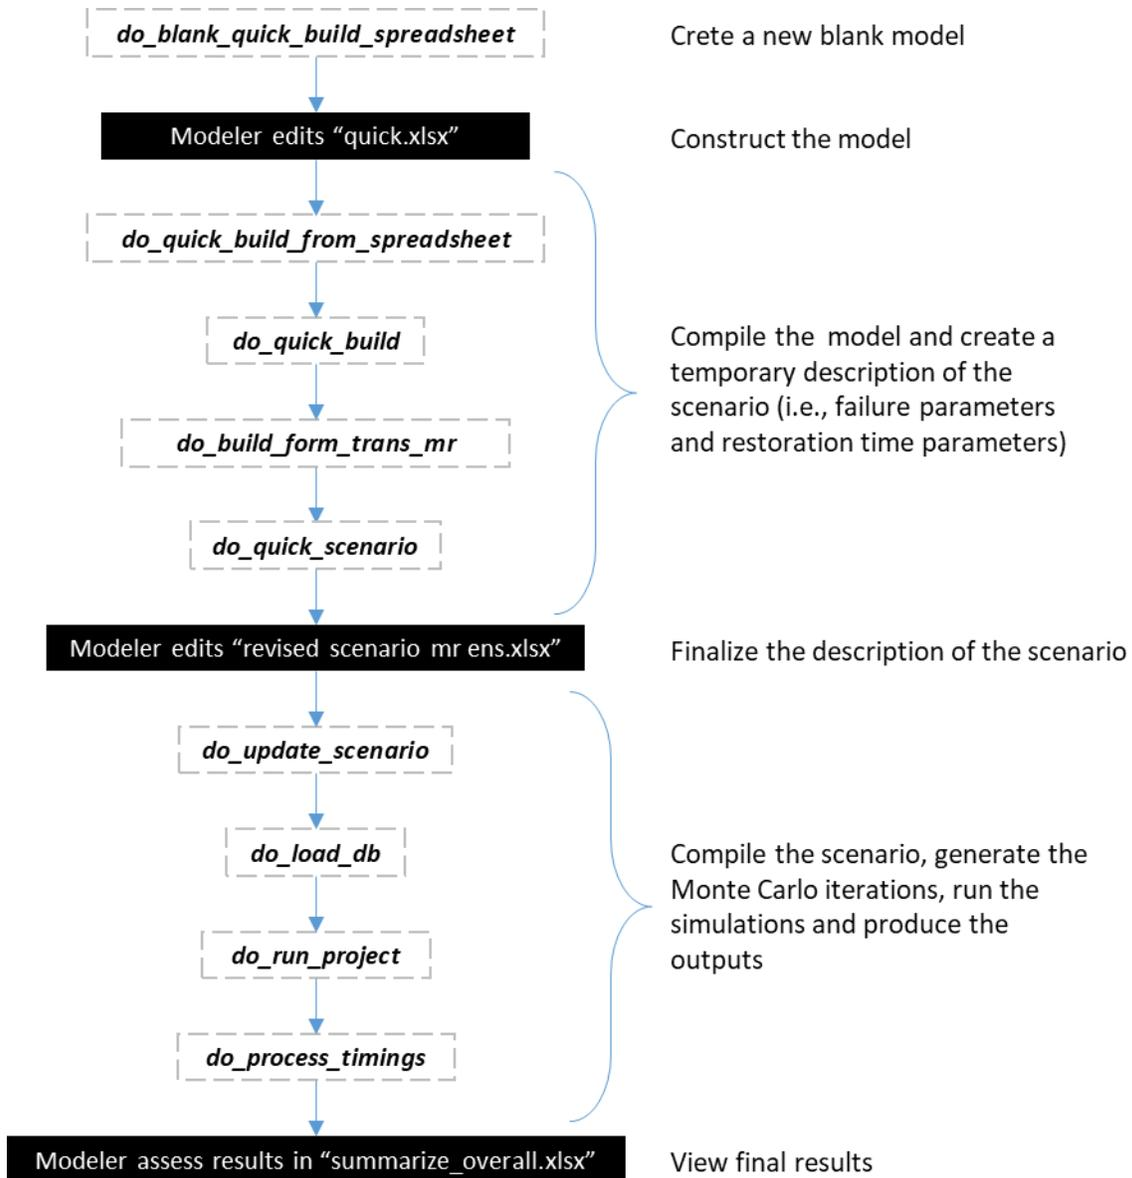 do_blank_quick_build_spreadsheet
Crete a new blank model
Modeler edits “quick.xlsx”
Construct the model
do_quick_build_from_spreadsheet
do_quick_build
Compile the model and create a
temporary description of the
scenario (i.e., failure parameters
and restoration time parameters)
do_build_form_trans_mr
do_quick_scenario
Modeler edits “revised scenario mr ens.xlsx”
Finalize the description of the scenario
do_update_scenario
do_load_db
Compile the scenario, generate the
Monte Carlo iterations, run the
simulations and produce the
outputs
do_run_project
do_process_timings
Modeler assess results in “summarize_overall.xlsx”
View final results